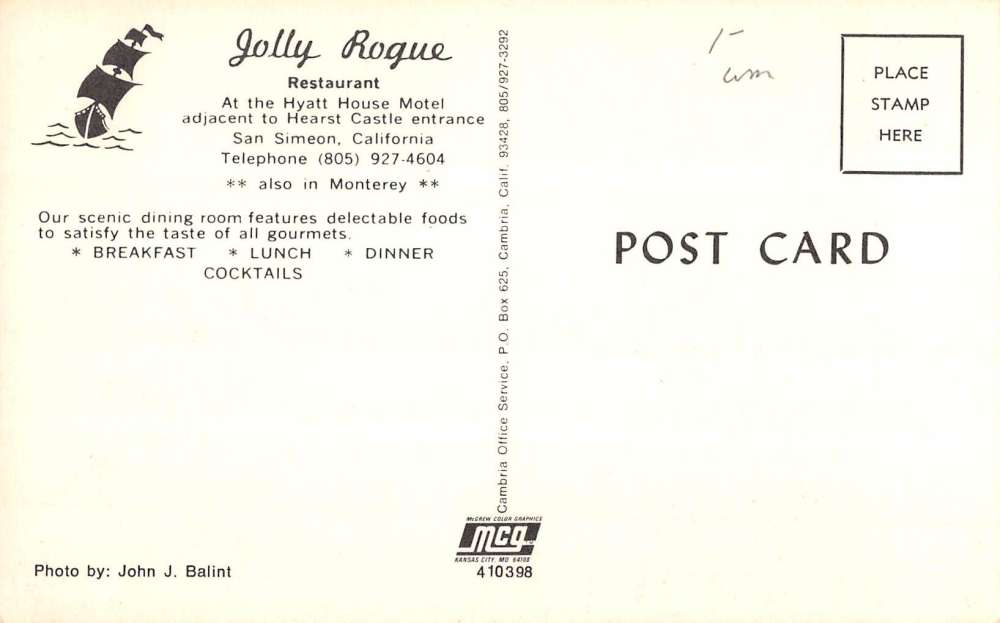 Jolly Rogue
Restaurant
At the Hyatt House Motel
adjacent to Hearst Castle entrance
San Simeon, California
Telephone (805) 927-4604
** also in Monterey **
Our scenic dining room features delectable foods
to satisfy the taste of all gourmets.
* BREAKFAST * LUNCH * DINNER
COCKTAILS
Photo by: John J. Balint
Cambria Office Service, P.O. Box 625, Cambria, Calif. 93428, 805/927-3292
McGREW COLOR GRAPHICS
mcg
KANSAS CITY, MO 64108
410398
PLACE
STAMP
HERE
POST CARD